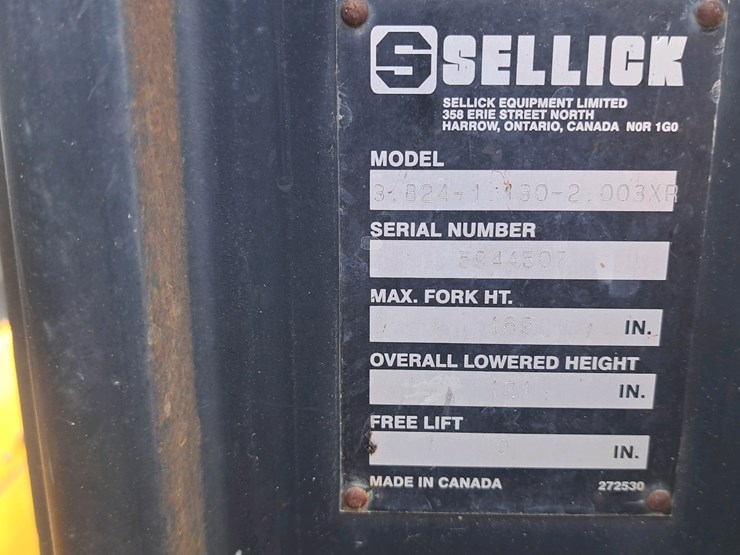 S SELLICK
SELLICK EQUIPMENT LIMITED
358 ERIE STREET NORTH
HARROW, ONTARIO, CANADA N0R 1G0
MODEL
SERIAL NUMBER
MAX. FORK HT.
IN.
OVERALL LOWERED HEIGHT
IN.
FREE LIFT
IN.
MADE IN CANADA 272530